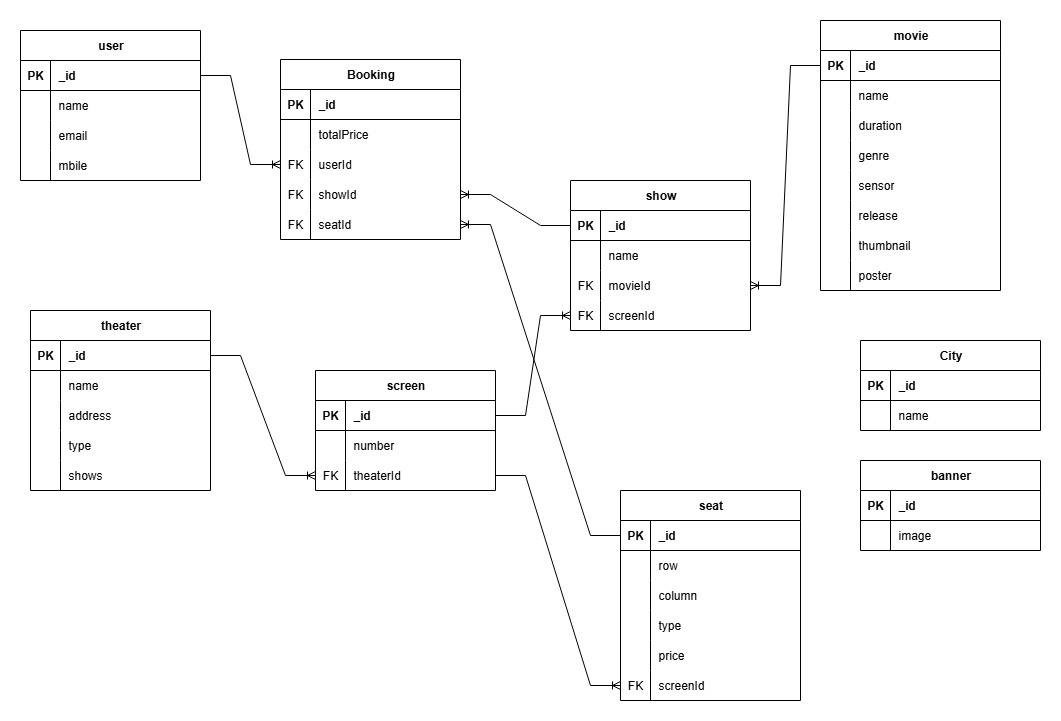 user
PK _id
name
email
mbile
Booking
PK _id
totalPrice
FK userId
FK showId
FK seatId
show
PK _id
name
FK movieId
FK screenId
movie
PK _id
name
duration
genre
sensor
release
thumbnail
poster
theater
PK _id
name
address
type
shows
screen
PK _id
number
FK theaterId
seat
PK _id
row
column
type
price
FK screenId
City
PK _id
name
banner
PK _id
image